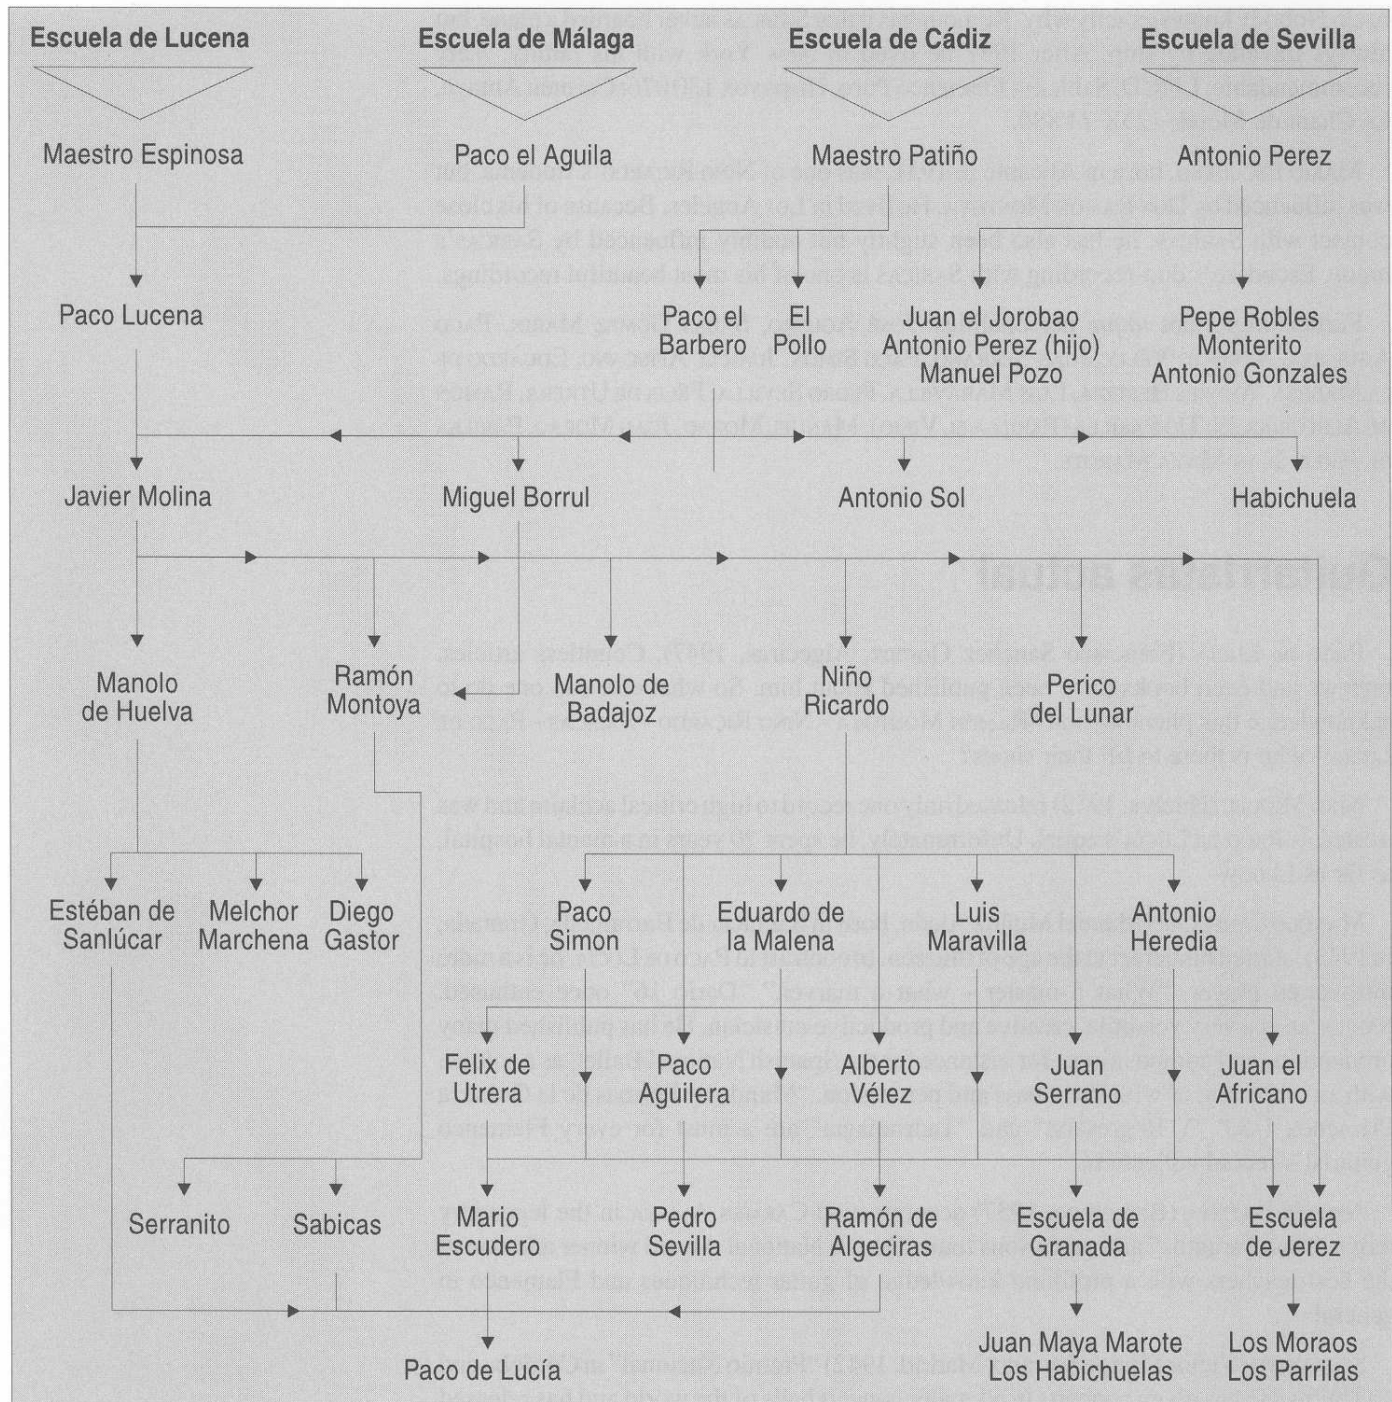 Escuela de Lucena
Escuela de Málaga
Escuela de Cádiz
Escuela de Sevilla
Maestro Espinosa
Paco el Aguila
Maestro Patiño
Antonio Perez
Paco Lucena
Paco el
Barbero
El
Pollo
Juan el Jorobao
Antonio Perez (hijo)
Manuel Pozo
Pepe Robles
Monterito
Antonio Gonzales
Javier Molina
Miguel Borrul
Antonio Sol
Habichuela
Manolo
de Huelva
Ramón
Montoya
Manolo de
Badajoz
Niño
Ricardo
Perico
del Lunar
Estéban de
Sanlúcar
Melchor
Marchena
Diego
Gastor
Paco
Simon
Eduardo de
la Malena
Luis
Maravilla
Antonio
Heredia
Felix de
Utrera
Paco
Aguilera
Alberto
Vélez
Juan
Serrano
Juan el
Africano
Serranito
Sabicas
Mario
Escudero
Pedro
Sevilla
Ramón de
Algeciras
Escuela de
Granada
Escuela
de Jerez
Paco de Lucía
Juan Maya Marote
Los Habichuelas
Los Moraos
Los Parrilas